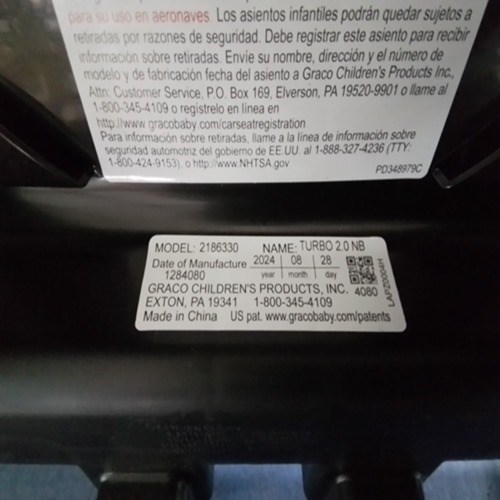 para su uso en aeronaves. Los asientos infantiles podrán quedar sujetos a
retiradas por razones de seguridad. Debe registrar este asiento para recibir
información sobre retiradas. Envíe su nombre, dirección y el número de
modelo y de fabricación fecha del asiento a Graco Children's Products Inc.,
Attn: Customer Service, P.O. Box 169, Elverson, PA 19520-9901 o llame al
1-800-345-4109 o regístrelo en línea en
http://www.gracobaby.com/carseatregistration
Para información sobre retiradas, llame a la línea de información sobre
seguridad automotriz del gobierno de EE.UU. al 1-888-327-4236 (TTY:
1-800-424-9153), o http://www.NHTSA.gov
PD348979C
MODEL: 2186330 NAME: TURBO 2.0 NB
Date of Manufacture 2024 | 08 | 28
1284080 year month day
GRACO CHILDREN'S PRODUCTS, INC. 4080
EXTON, PA 19341 1-800-345-4109
Made in China US pat. www.gracobaby.com/patents
LAPZ0004H